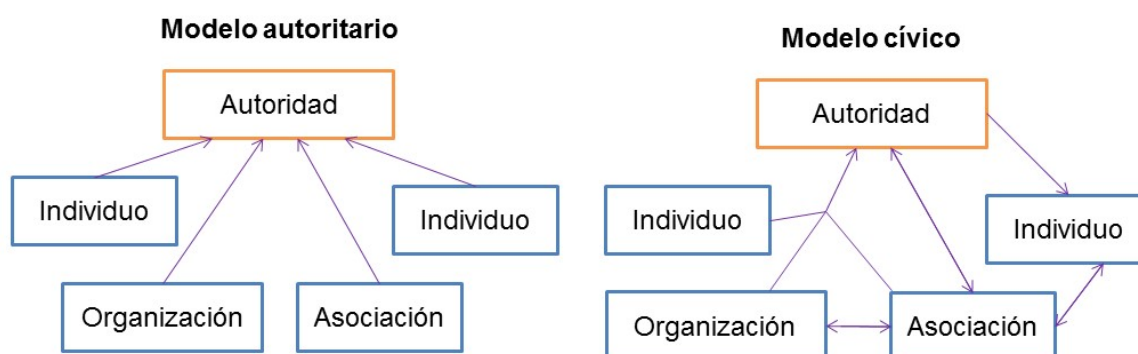 Modelo autoritario
Autoridad
Individuo
Individuo
Organización
Asociación
Modelo cívico
Autoridad
Individuo
Individuo
Organización
Asociación